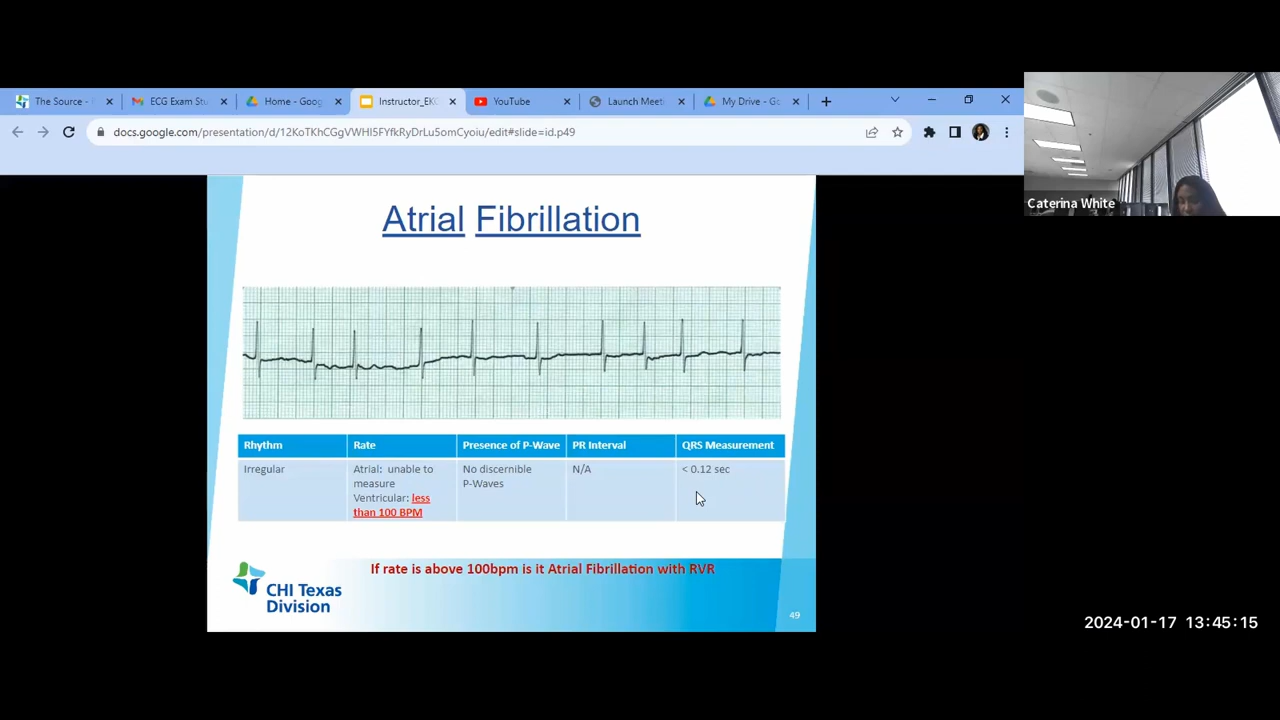 The Source -
ECG Exam Stu
Home - Goog
Instructor_EK
YouTube
Launch Meeti
My Drive - Go
docs.google.com/presentation/d/12KoTKhCGgVWHI5FYfkRyDrLu5omCyoiu/edit#slide=id.p49
Caterina White
Atrial Fibrillation
Rhythm Rate Presence of P-Wave PR Interval QRS Measurement
Irregular
Atrial: unable to
measure
Ventricular: less
than 100 BPM
No discernible
P-Waves
N/A
< 0.12 sec
If rate is above 100bpm is it Atrial Fibrillation with RVR
CHI Texas
Division
49
2024-01-17 13:45:15